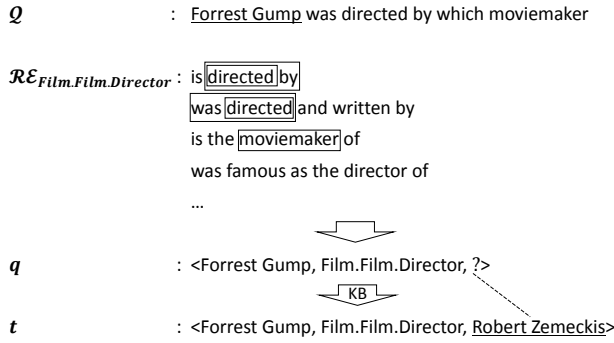 Q : Forrest Gump was directed by which moviemaker
RE Film.Film.Director : is directed by
was directed and written by
is the moviemaker of
was famous as the director of
...
q : <Forrest Gump, Film.Film.Director, ?>
KB
t : <Forrest Gump, Film.Film.Director, Robert Zemeckis>